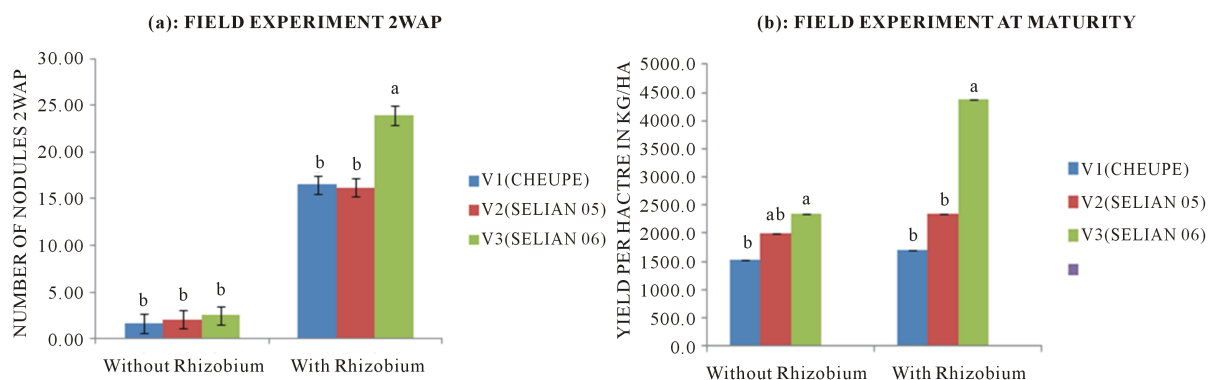 (a): FIELD EXPERIMENT 2WAP
NUMBER OF NODULES 2WAP
30.00
25.00
20.00
15.00
10.00
5.00
0.00
b
b
b
b
b
a
Without Rhizobium
With Rhizobium
V1(CHEUPE)
V2(SELIAN 05)
V3(SELIAN 06)
(b): FIELD EXPERIMENT AT MATURITY
YIELD PER HACTRE IN KG/HA
5000.0
4500.0
4000.0
3500.0
3000.0
2500.0
2000.0
1500.0
1000.0
500.0
0.0
b
ab
a
b
b
a
Without Rhizobium
With Rhizobium
V1(CHEUPE)
V2(SELIAN 05)
V3(SELIAN 06)